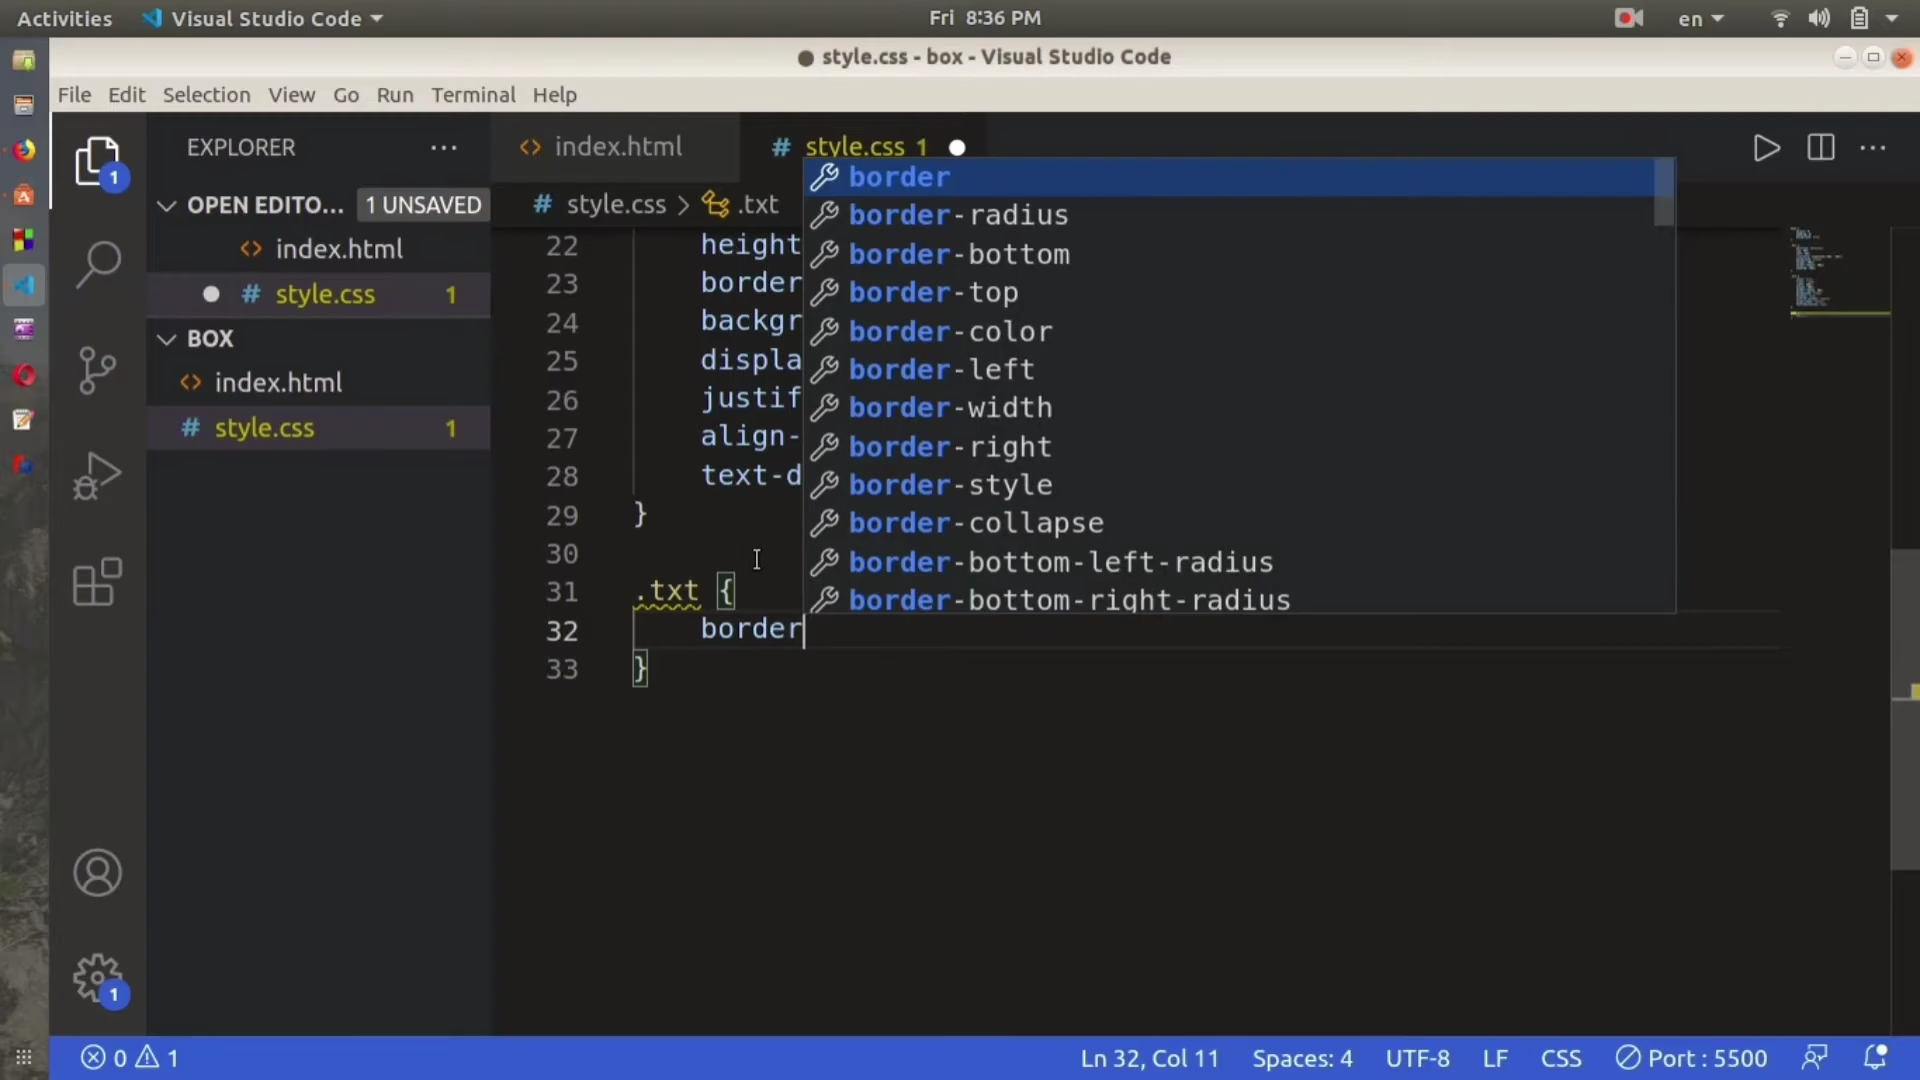 Activities Visual Studio Code Fri 8:36 PM en
style.css - box - Visual Studio Code
File Edit Selection View Go Run Terminal Help
EXPLORER ... <> index.html # style.css 1 ...
OPEN EDITO... 1 UNSAVED
<> index.html
# style.css 1
BOX
<> index.html
# style.css 1
# style.css > .txt
22 height
23 border
24 backgr
25 displa
26 justif
27 align-
28 text-d
29 }
30
31 .txt {
32 border
33 }
border
border-radius
border-bottom
border-top
border-color
border-left
border-width
border-right
border-style
border-collapse
border-bottom-left-radius
border-bottom-right-radius
1
1
0 1 Ln 32, Col 11 Spaces: 4 UTF-8 LF CSS Port : 5500